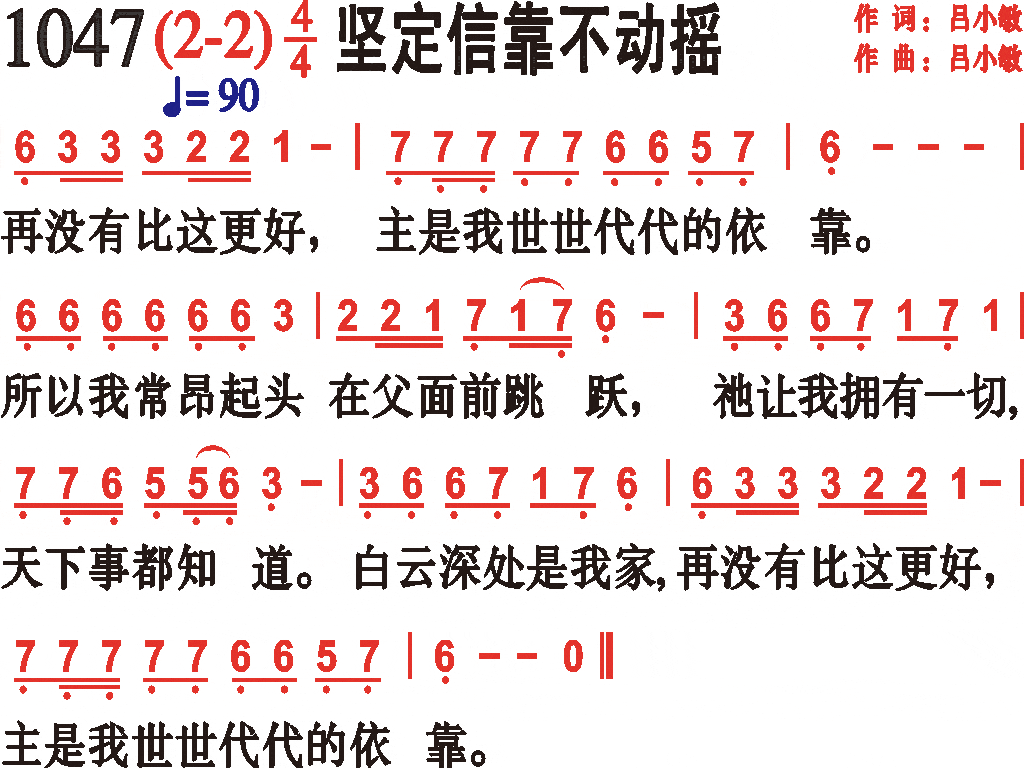 1047 (2-2) 4/4 坚定信靠不动摇 作 词：吕小敏
♩= 90 作 曲：吕小敏
6 3 3 3 2 2 1 － | 7 7 7 7 7 6 6 5 7 | 6 － － － |
再没有比这更好， 主是我世世代代的依 靠。
6 6 6 6 6 6 3 | 2 2 1 7 1 7 6 － | 3 6 6 7 1 7 1 |
所以我常昂起头 在父面前跳 跃， 祂让我拥有一切,
7 7 6 5 5 6 3 － | 3 6 6 7 1 7 6 | 6 3 3 3 2 2 1 － |
天下事都知 道。 白云深处是我家, 再没有比这更好，
7 7 7 7 7 6 6 5 7 | 6 － － 0 ‖
主是我世世代代的依 靠。